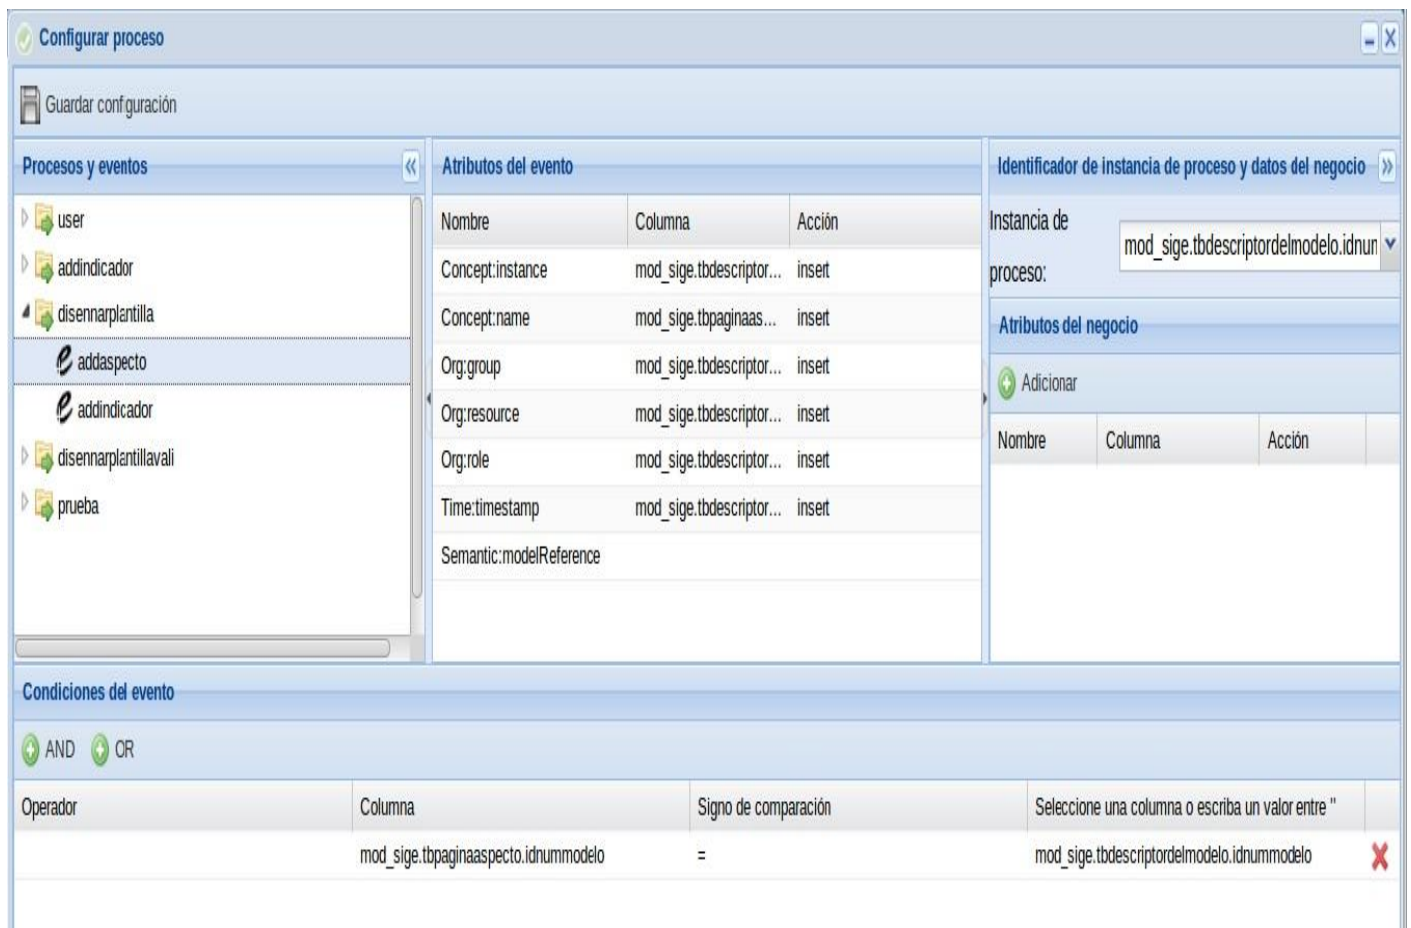 Configurar proceso
Guardar configuración
Procesos y eventos
user
addindicador
disennarplantilla
addaspecto
addindicador
disennarplantillavali
prueba
Atributos del evento
Nombre Columna Acción
Concept:instance mod_sige.tbdescriptor... insert
Concept:name mod_sige.tbpaginaas... insert
Org:group mod_sige.tbdescriptor... insert
Org:resource mod_sige.tbdescriptor... insert
Org:role mod_sige.tbdescriptor... insert
Time:timestamp mod_sige.tbdescriptor... insert
Semantic:modelReference
Identificador de instancia de proceso y datos del negocio
Instancia de
proceso:
mod_sige.tbdescriptordelmodelo.idnun
Atributos del negocio
Adicionar
Nombre Columna Acción
Condiciones del evento
AND OR
Operador Columna Signo de comparación Seleccione una columna o escriba un valor entre ''
mod_sige.tbpaginaaspecto.idnummodelo = mod_sige.tbdescriptordelmodelo.idnummodelo